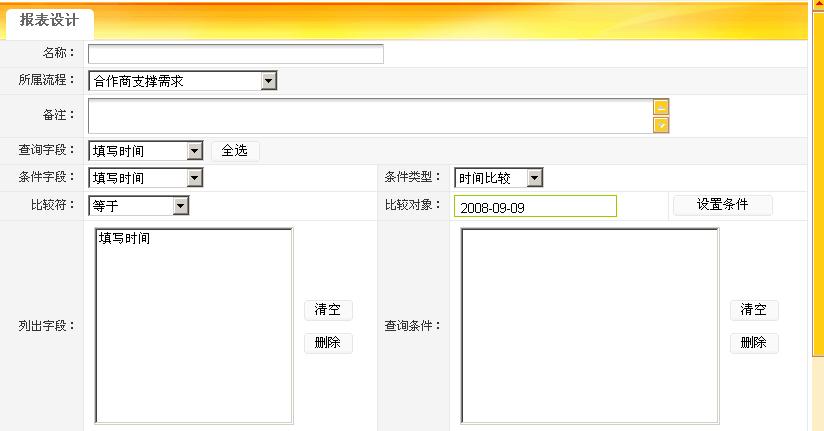 报表设计
名称：
所属流程： 合作商支撑需求
备注：
查询字段： 填写时间 全选
条件字段： 填写时间 条件类型： 时间比较
比较符： 等于 比较对象： 2008-09-09 设置条件
填写时间
清空 清空
列出字段： 查询条件：
删除 删除